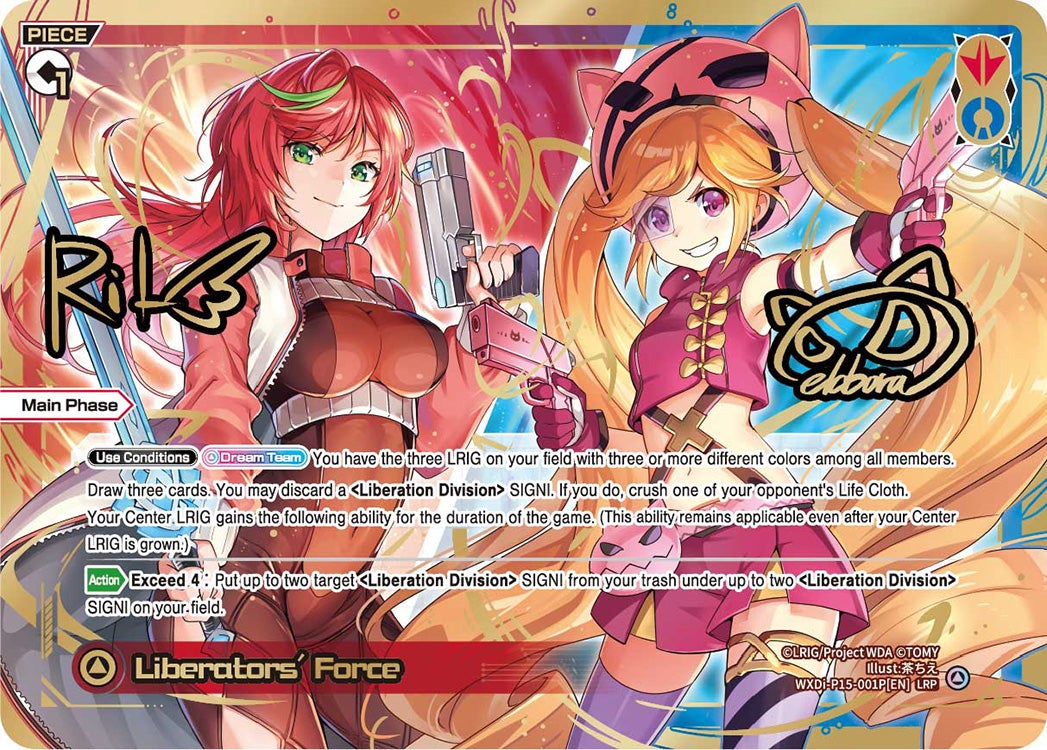 PIECE
1
Ril
eldora
Main Phase
Use Conditions Dream Team You have the three LRIG on your field with three or more different colors among all members.
Draw three cards. You may discard a <Liberation Division> SIGNI. If you do, crush one of your opponent's Life Cloth.
Your Center LRIG gains the following ability for the duration of the game. (This ability remains applicable even after your Center
LRIG is grown.)
Action Exceed 4 : Put up to two target <Liberation Division> SIGNI from your trash under up to two <Liberation Division>
SIGNI on your field.
Liberators' Force
©LRIG/Project WDA ©TOMY
Illust:茶ちえ
WXDi-P15-001P[EN] LRP